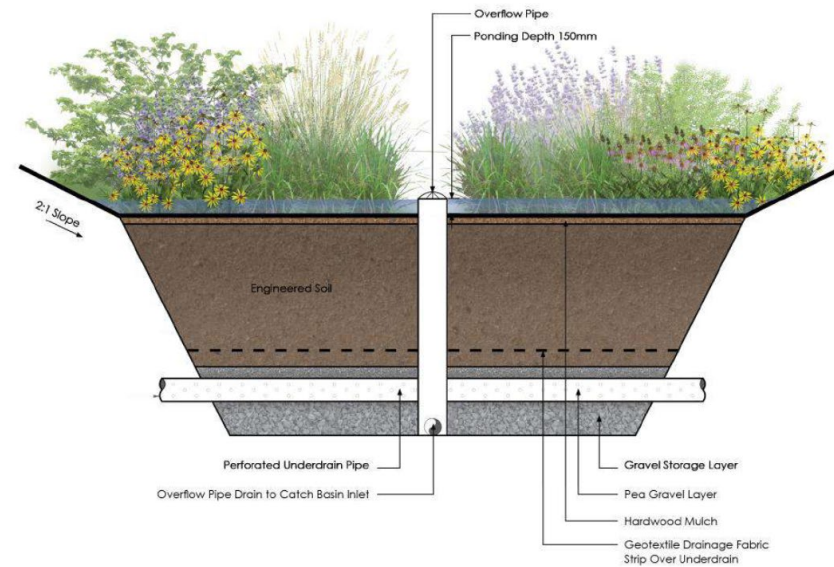 Overflow Pipe
Ponding Depth 150mm
2:1 Slope
Engineered Soil
Perforated Underdrain Pipe
Gravel Storage Layer
Overflow Pipe Drain to Catch Basin Inlet
Pea Gravel Layer
Hardwood Mulch
Geotextile Drainage Fabric
Strip Over Underdrain